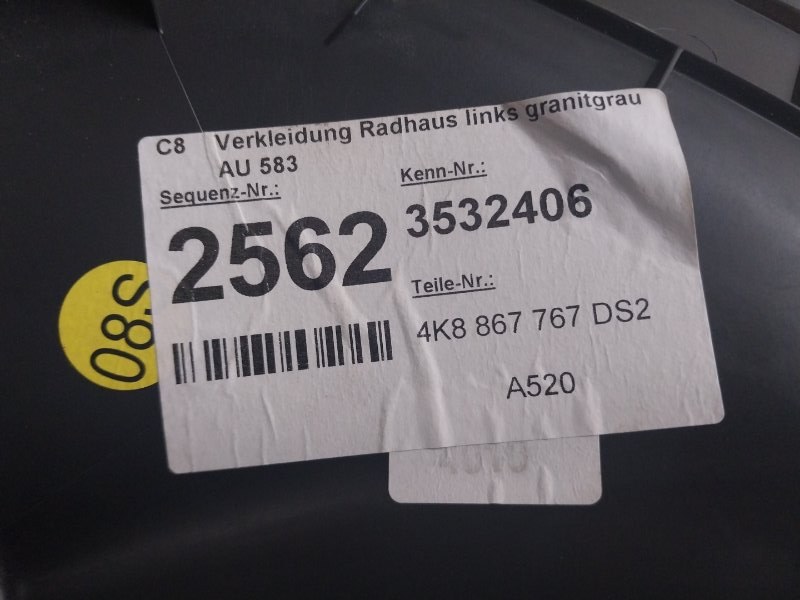 C8 Verkleidung Radhaus links granitgrau
AU 583
Sequenz-Nr.:
Kenn-Nr.:
2562
3532406
Teile-Nr.:
4K8 867 767 DS2
A520